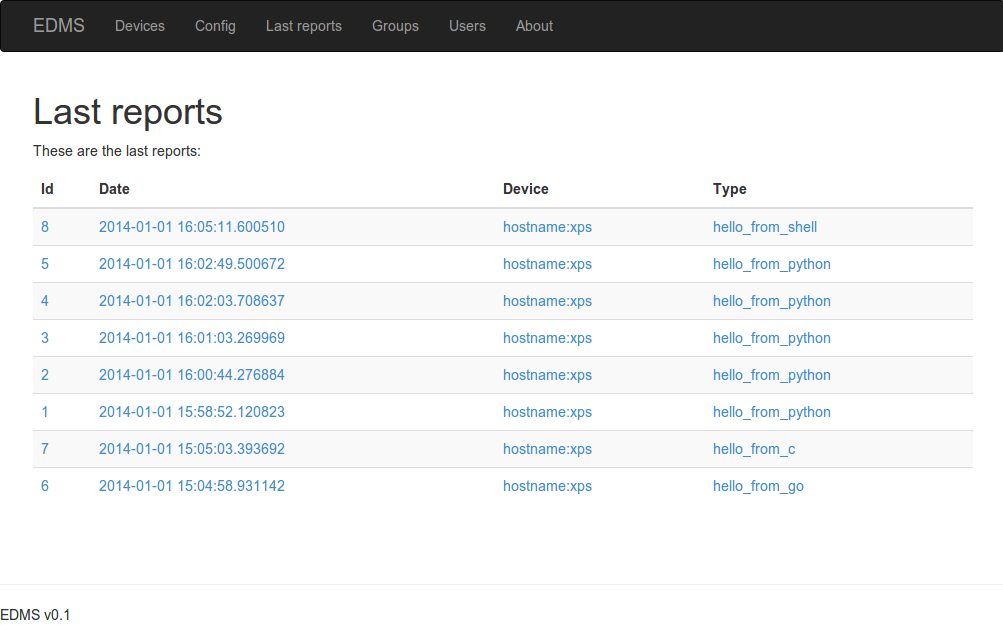 EDMS Devices Config Last reports Groups Users About
Last reports
These are the last reports:
Id Date Device Type
8 2014-01-01 16:05:11.600510 hostname:xps hello_from_shell
5 2014-01-01 16:02:49.500672 hostname:xps hello_from_python
4 2014-01-01 16:02:03.708637 hostname:xps hello_from_python
3 2014-01-01 16:01:03.269969 hostname:xps hello_from_python
2 2014-01-01 16:00:44.276884 hostname:xps hello_from_python
1 2014-01-01 15:58:52.120823 hostname:xps hello_from_python
7 2014-01-01 15:05:03.393692 hostname:xps hello_from_c
6 2014-01-01 15:04:58.931142 hostname:xps hello_from_go
EDMS v0.1